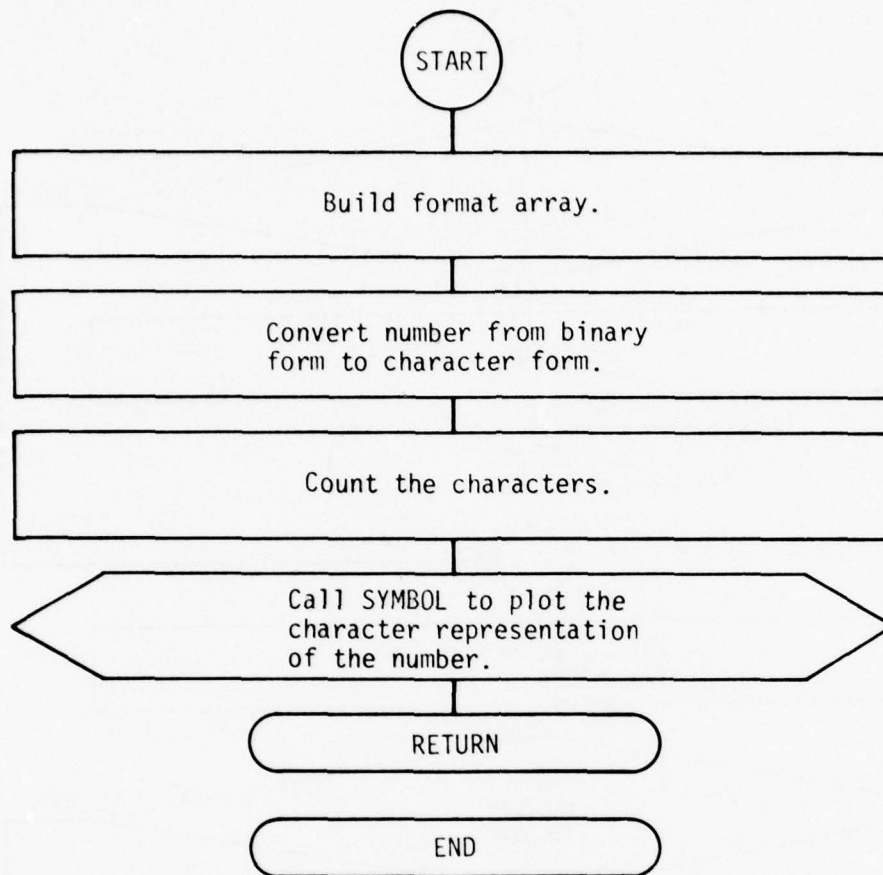 START
Build format array.
Convert number from binary
form to character form.
Count the characters.
Call SYMBOL to plot the
character representation
of the number.
RETURN
END